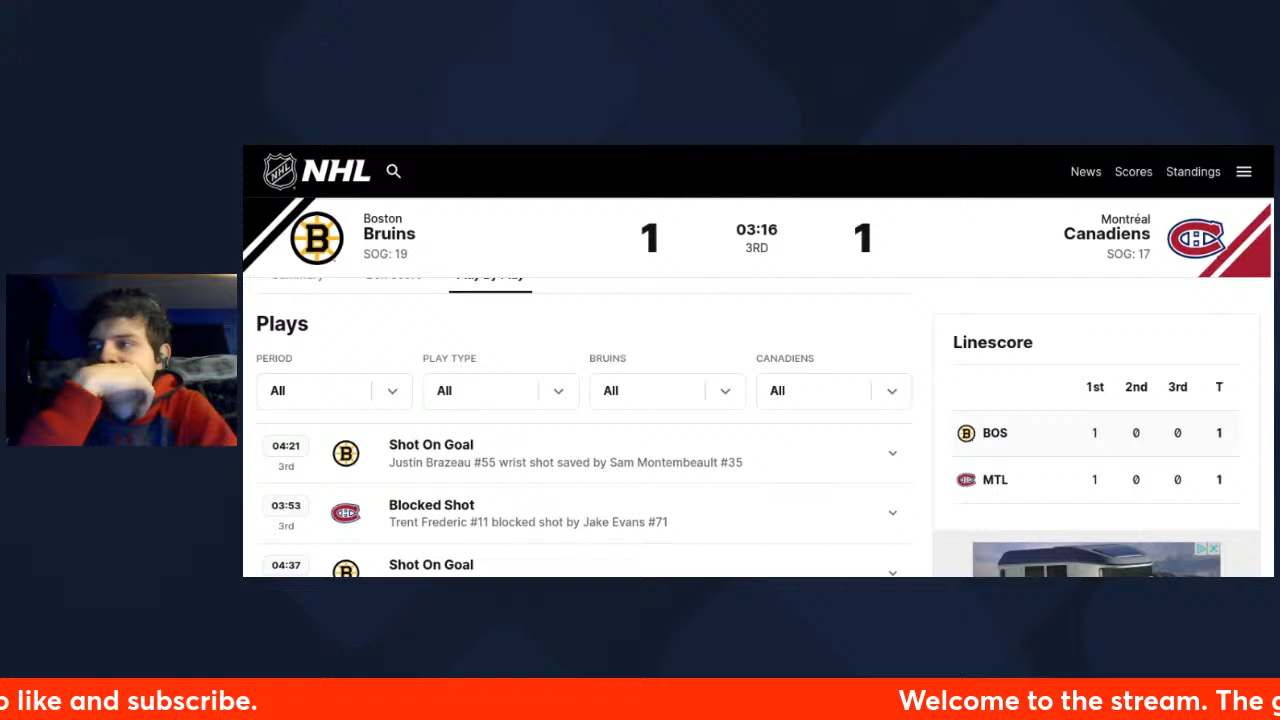 NHL
News Scores Standings
Boston
Bruins
SOG: 19
1
03:16
3RD
1
Montréal
Canadiens
SOG: 17
Plays
PERIOD PLAY TYPE BRUINS CANADIENS
All All All All
04:21
3rd
Shot On Goal
Justin Brazeau #55 wrist shot saved by Sam Montembeault #35
03:53
3rd
Blocked Shot
Trent Frederic #11 blocked shot by Jake Evans #71
04:37
Shot On Goal
Linescore
1st 2nd 3rd T
BOS 1 0 0 1
MTL 1 0 0 1
o like and subscribe. Welcome to the stream. The g